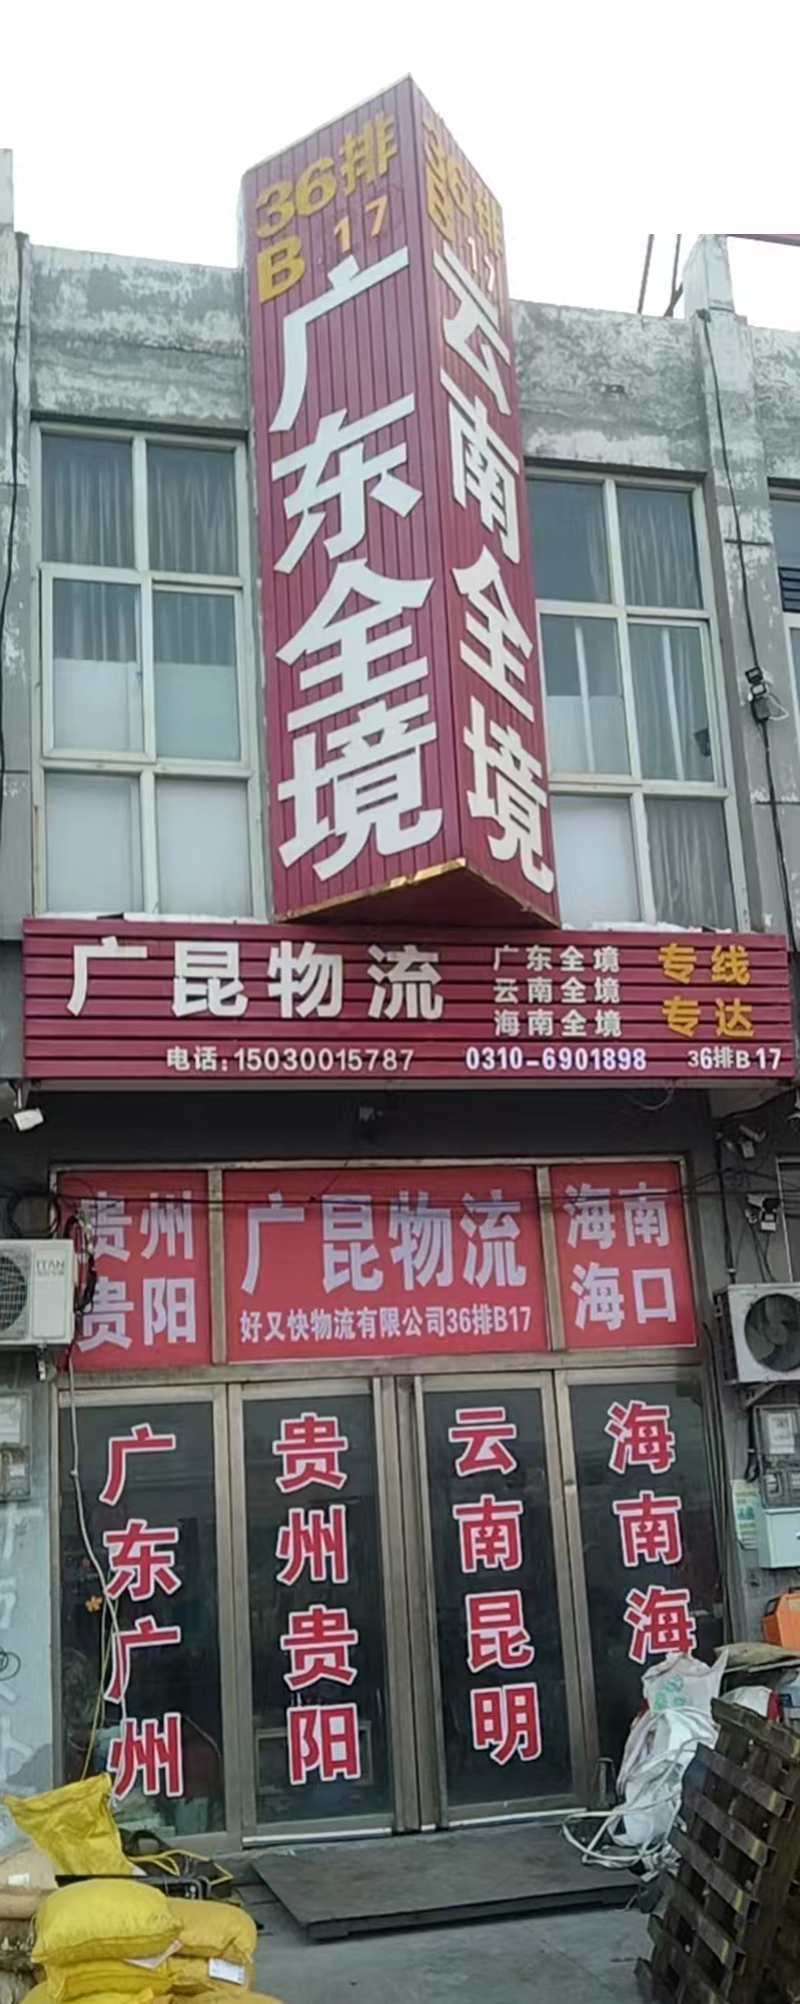 36排
B 17
广东全境
36排
B 17
云南全境
广昆物流
广东全境
云南全境
海南全境
专线
专达
电话:15030015787 0310-6901898 36排B17
贵州
贵阳
广昆物流
好又快物流有限公司36排B17
海南
海口
广东广州
贵州贵阳
云南昆明
海南海